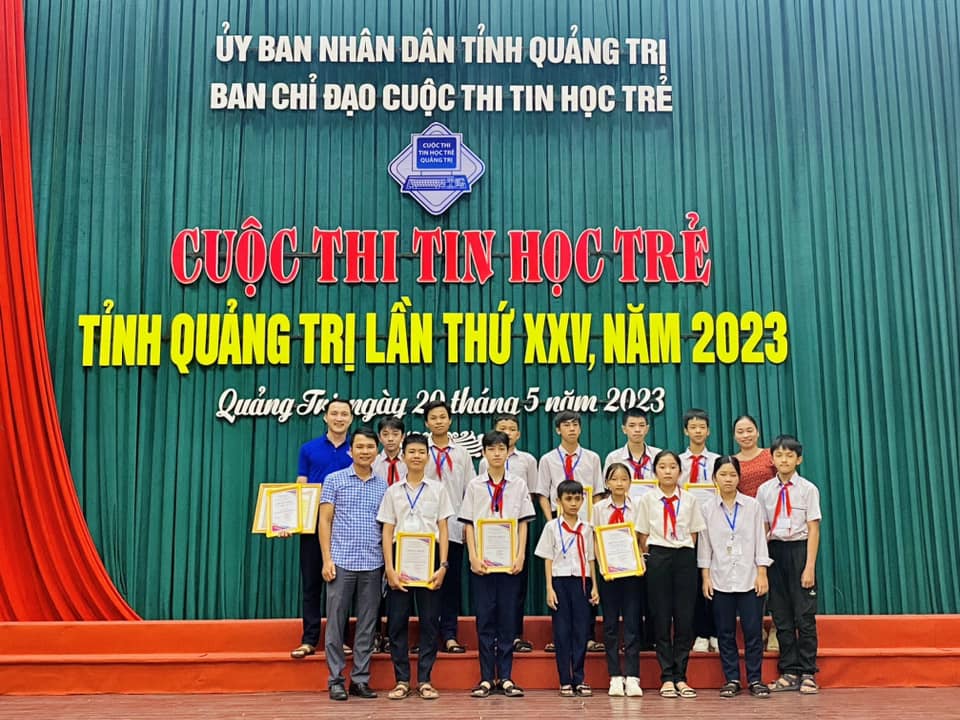 ỦY BAN NHÂN DÂN TỈNH QUẢNG TRỊ
BAN CHỈ ĐẠO CUỘC THI TIN HỌC TRẺ
CUỘC THI
TIN HỌC TRẺ
QUẢNG TRỊ
CUỘC THI TIN HỌC TRẺ
TỈNH QUẢNG TRỊ LẦN THỨ XXV, NĂM 2023
Quảng Trị, ngày 20 tháng 5 năm 2023